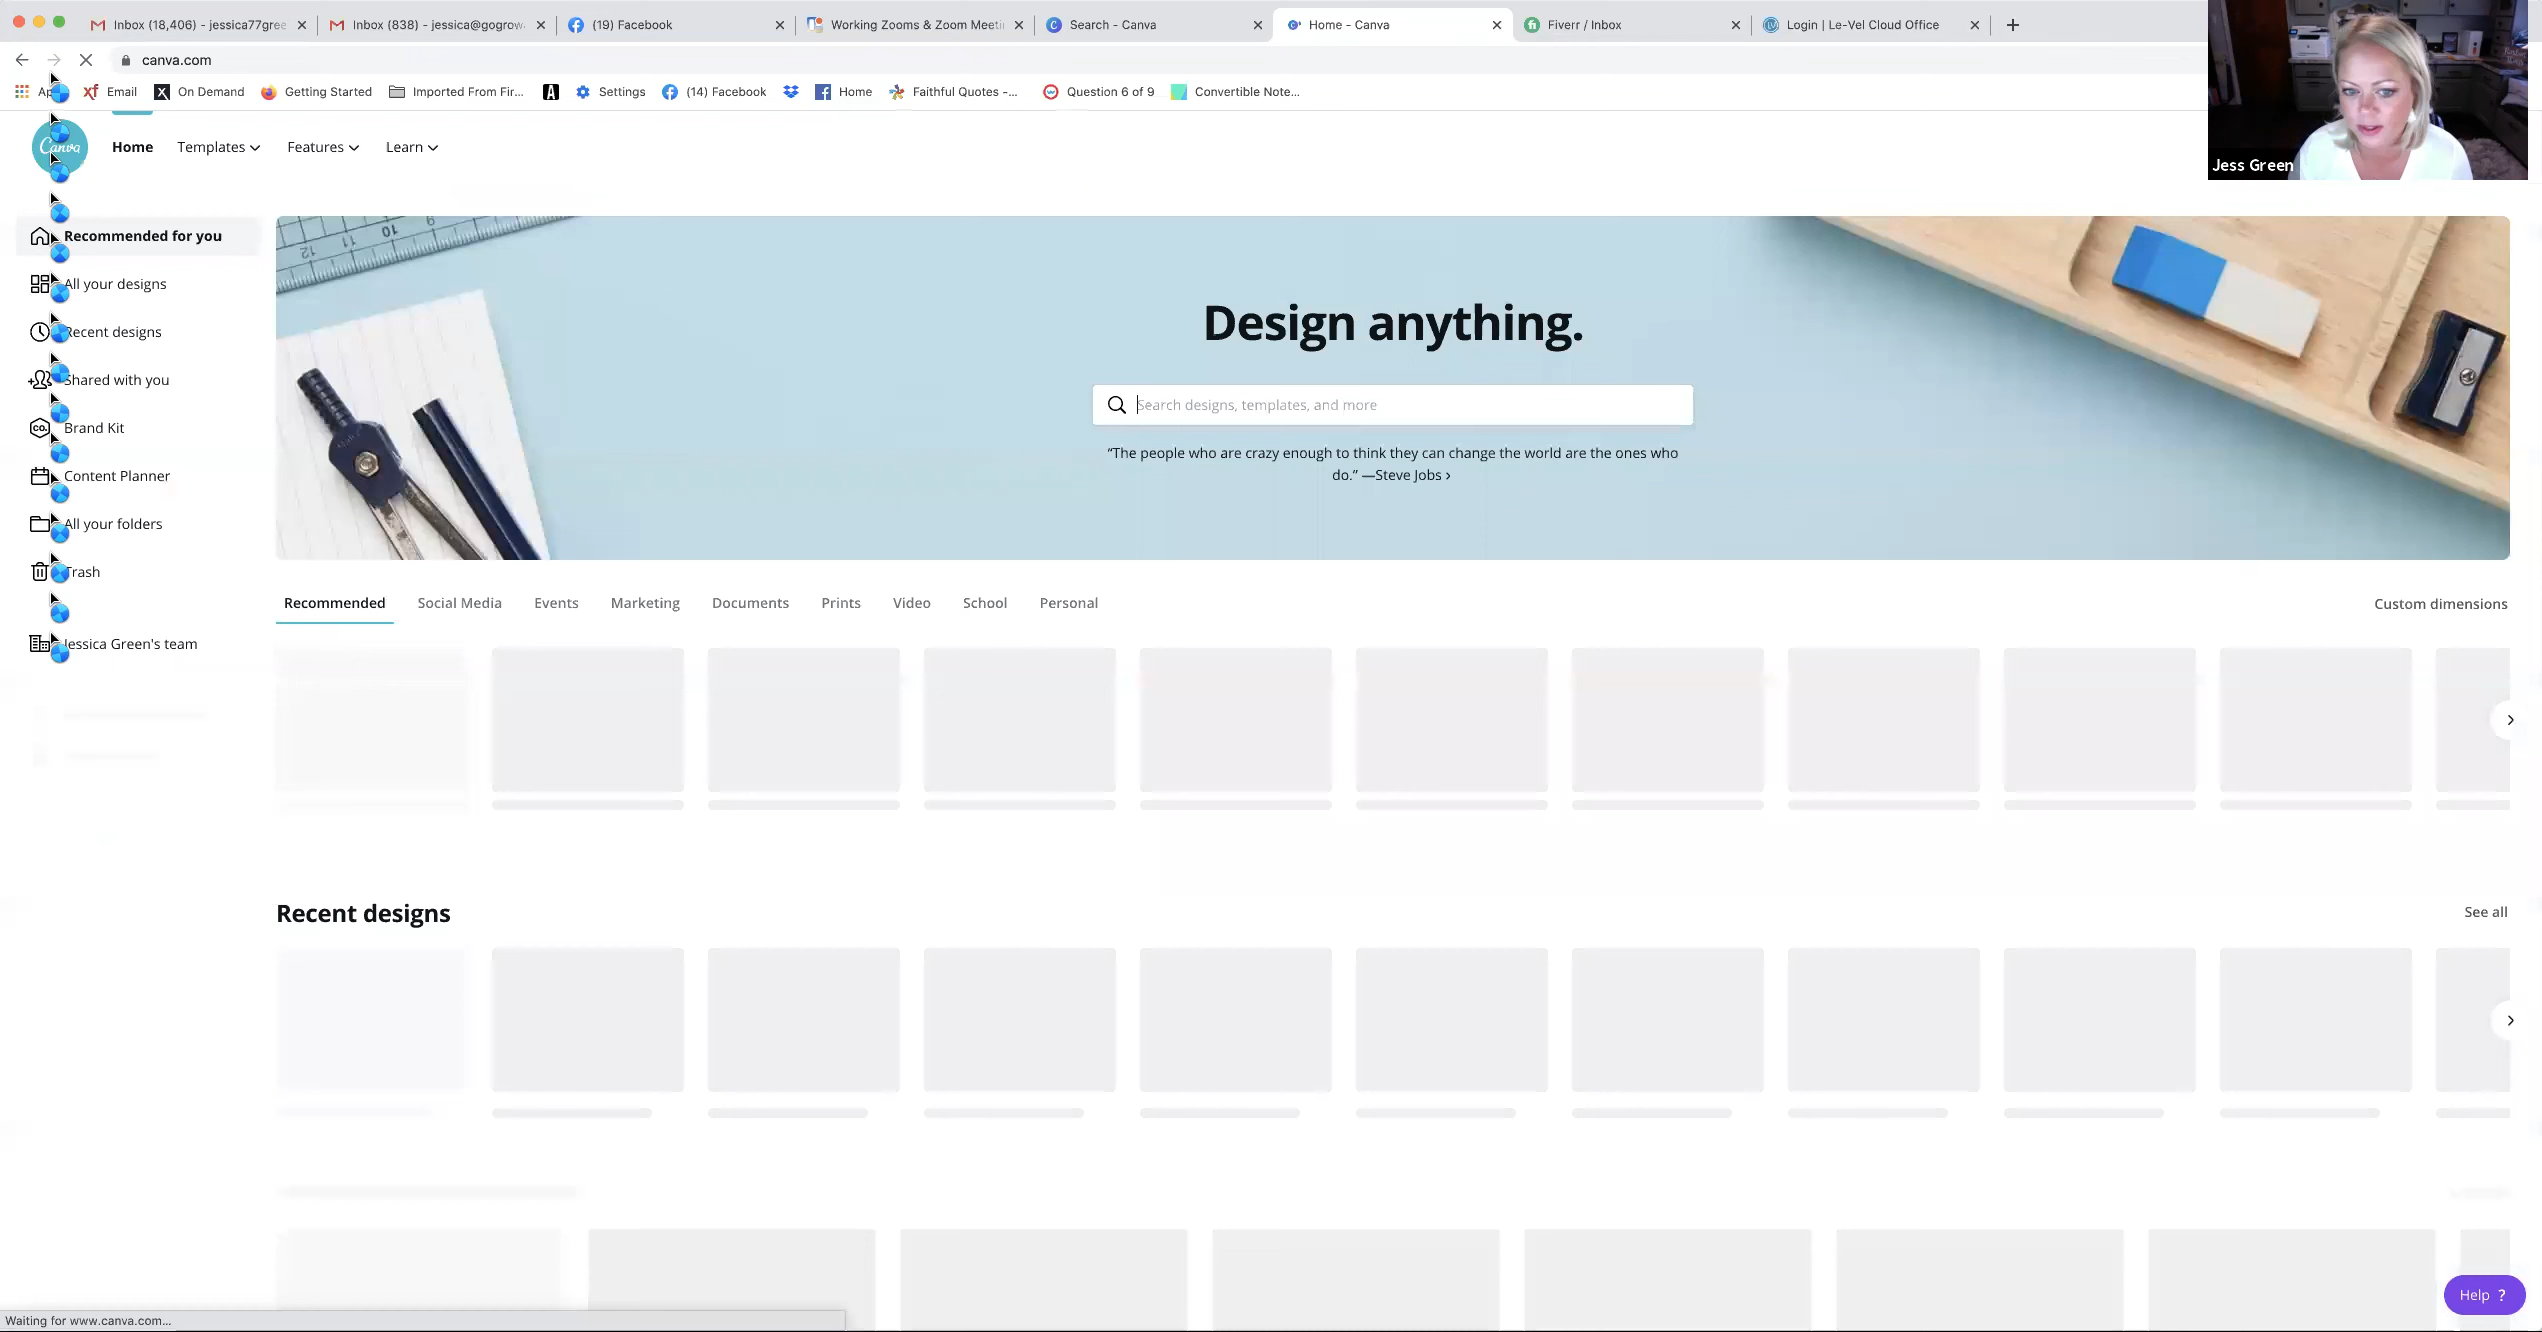 Inbox (18,406) - jessica77gree
Inbox (838) - jessica@gogrow
(19) Facebook
Working Zooms & Zoom Meeti
Search - Canva
Home - Canva
Fiverr / Inbox
Login | Le-Vel Cloud Office
canva.com
Email
On Demand
Getting Started
Imported From Fir...
Settings
(14) Facebook
Home
Faithful Quotes -...
Question 6 of 9
Convertible Note...
Jess Green
Canva
Home
Templates
Features
Learn
Recommended for you
All your designs
Recent designs
Shared with you
Brand Kit
Content Planner
All your folders
Trash
Jessica Green's team
9
10
11
12
Design anything.
Search designs, templates, and more
“The people who are crazy enough to think they can change the world are the ones who
do.” —Steve Jobs ›
Recommended
Social Media
Events
Marketing
Documents
Prints
Video
School
Personal
Custom dimensions
Recent designs
See all
Help ?
Waiting for www.canva.com...